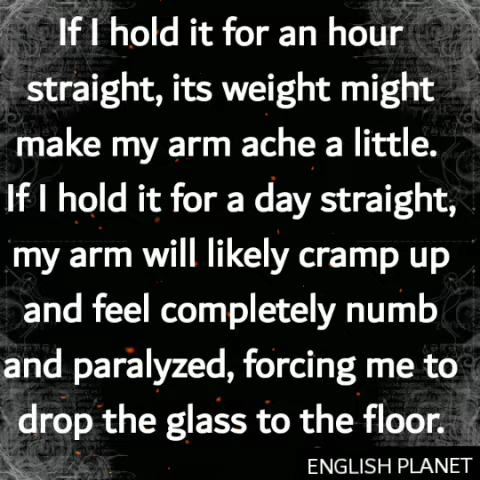 If I hold it for an hour
straight, its weight might
make my arm ache a little.
If I hold it for a day straight,
my arm will likely cramp up
and feel completely numb
and paralyzed, forcing me to
drop the glass to the floor.
ENGLISH PLANET